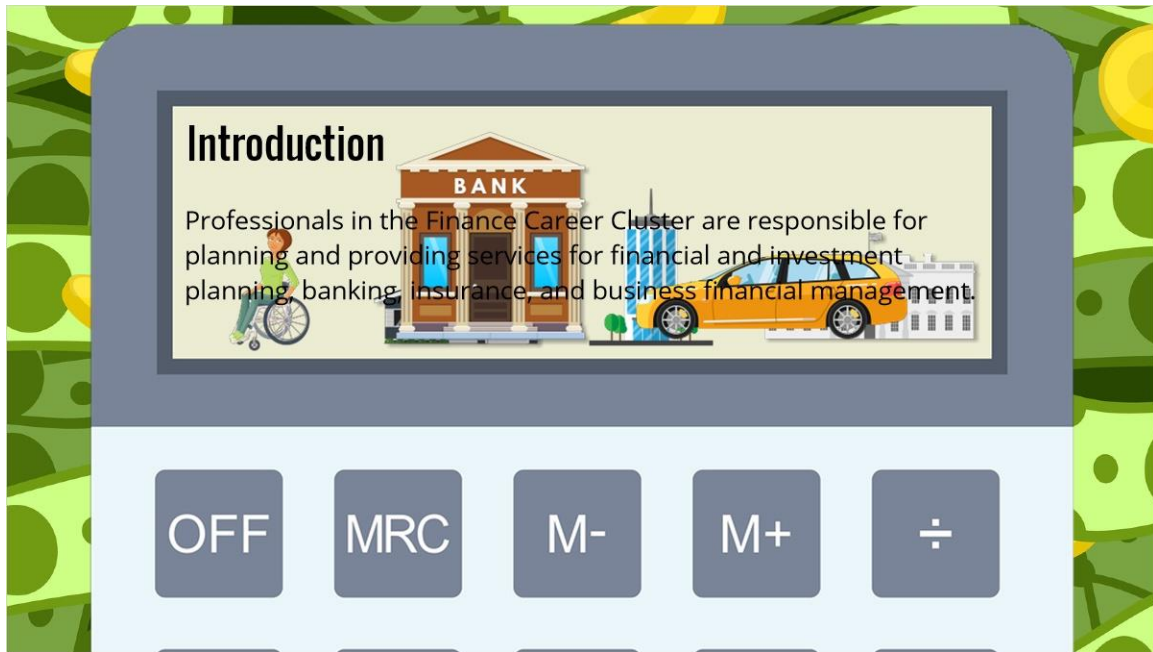 Introduction
BANK
Professionals in the Finance Career Cluster are responsible for
planning and providing services for financial and investment
planning, banking, insurance, and business financial management.
OFF MRC M- M+ ÷